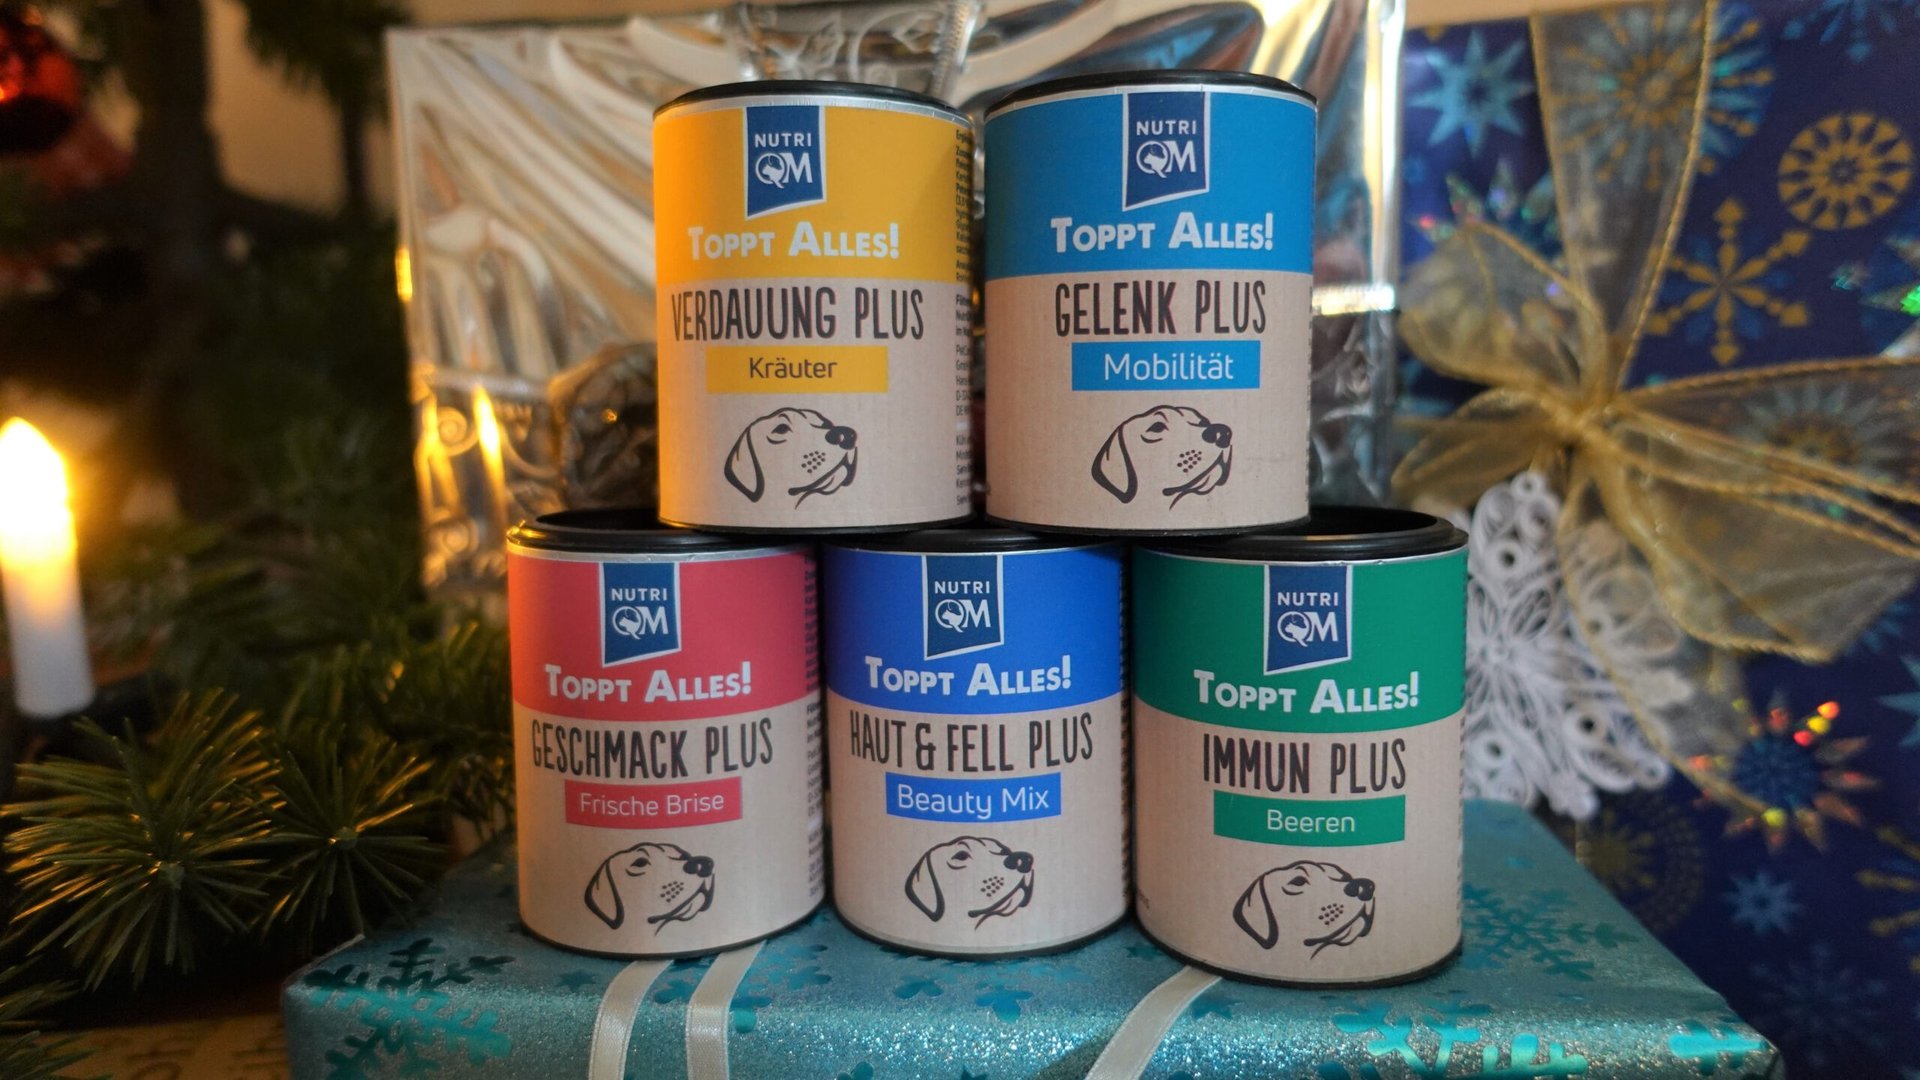 NUTRI
QM
TOPPT ALLES!
VERDAUUNG PLUS
Kräuter
NUTRI
QM
TOPPT ALLES!
GELENK PLUS
Mobilität
NUTRI
QM
TOPPT ALLES!
GESCHMACK PLUS
Frische Brise
NUTRI
QM
TOPPT ALLES!
HAUT & FELL PLUS
Beauty Mix
NUTRI
QM
TOPPT ALLES!
IMMUN PLUS
Beeren